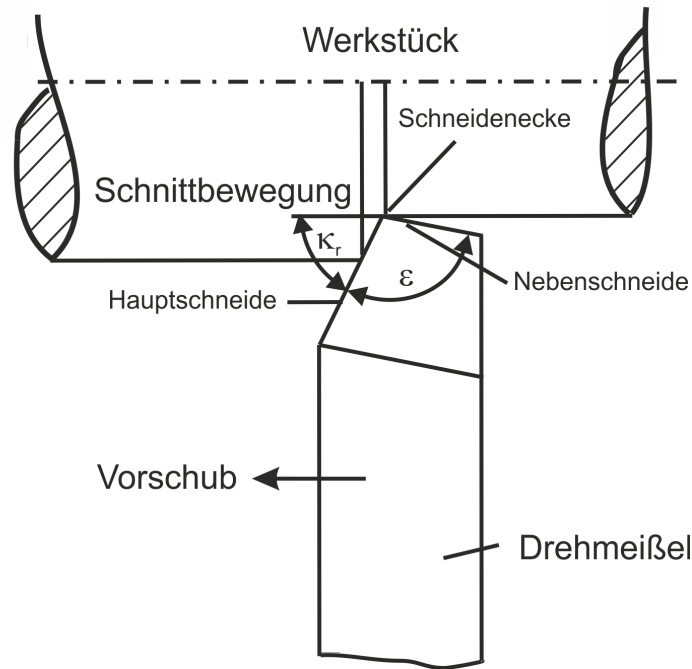 Werkstück
Schneidenecke
Schnittbewegung
κr
ε
Nebenschneide
Hauptschneide
Vorschub
Drehmeißel